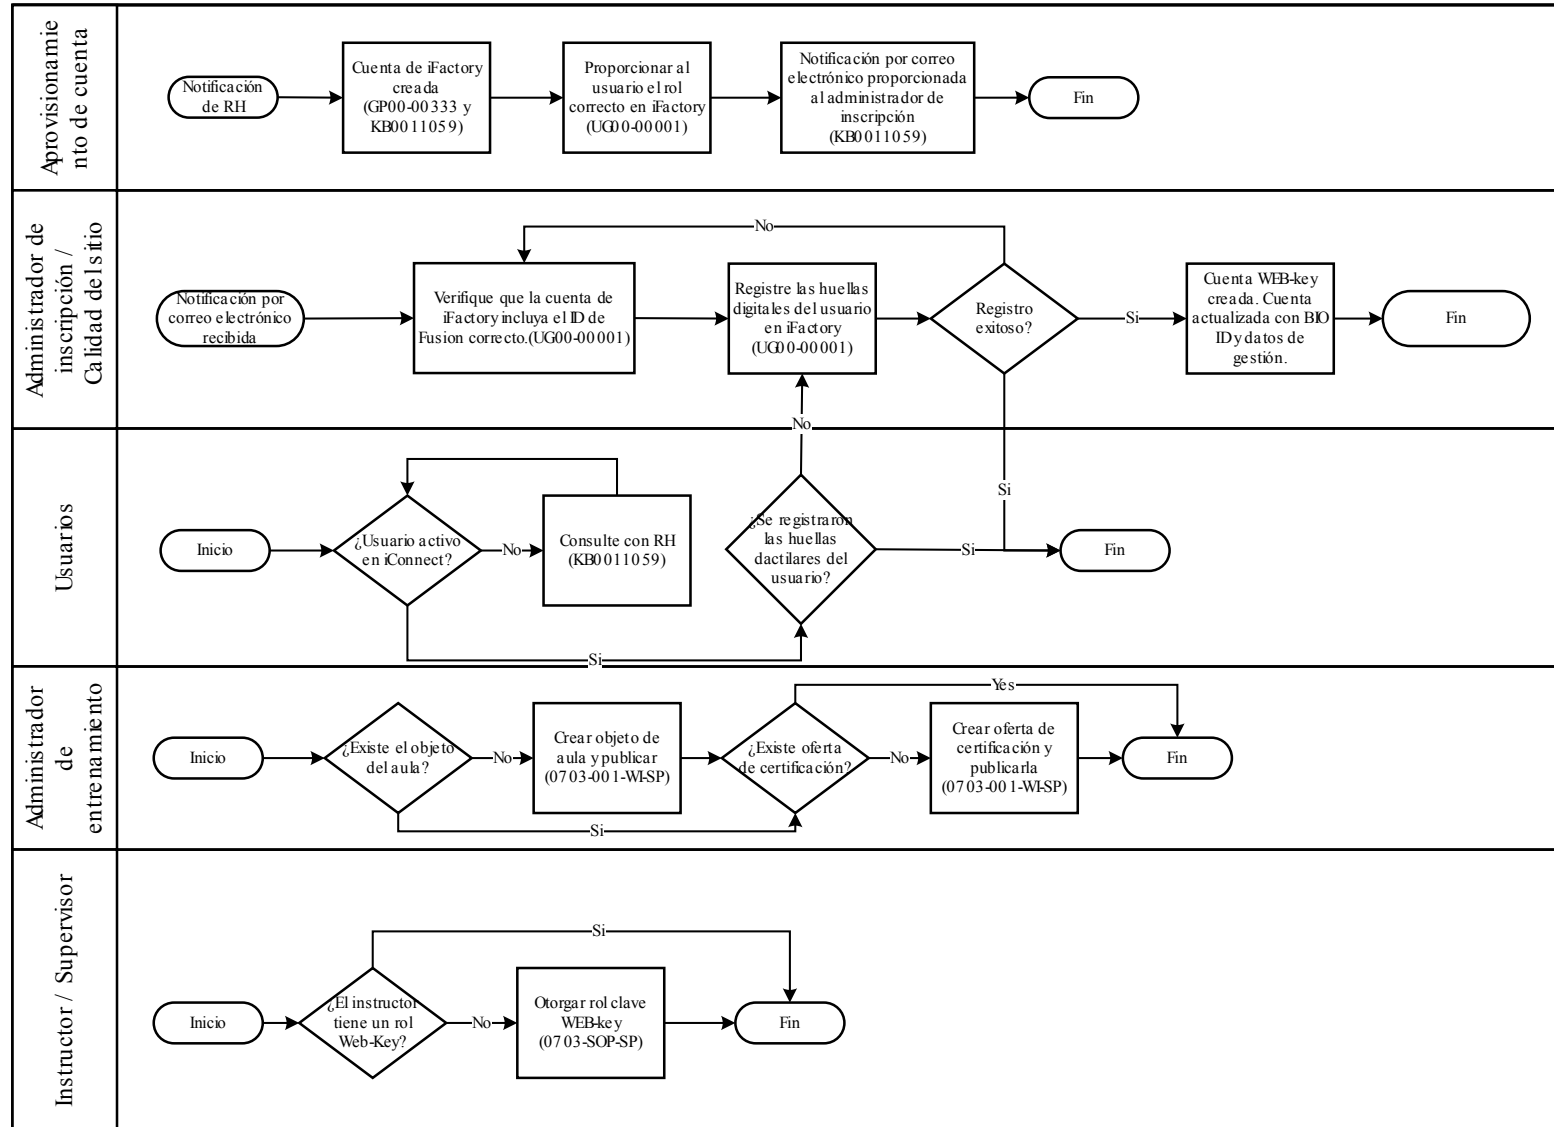 Aprovisionamie
nto de cuenta
Notificación
de RH
Cuenta de iFactory
creada
(GP00-00333 y
KB0011059)
Proporcionar al
usuario el rol
correcto en iFactory
(UG00-00001)
Notificación por correo
electrónico proporcionada
al administrador de
inscripción
(KB0011059)
Fin
Administrador de
inscripción /
Calidad del sitio
Notificación por
correo electrónico
recibida
Verifique que la cuenta de
iFactory incluya el ID de
Fusion correcto.(UG00-00001)
Registre las huellas
digitales del usuario
en iFactory
(UG00-00001)
No
Registro
exitoso?
Si
Cuenta WEB-key
creada. Cuenta
actualizada con BIO
ID y datos de
gestión.
Fin
No
Si
Usuarios
Inicio
¿Usuario activo
en iConnect?
No
Consulte con RH
(KB0011059)
Si
¿Se registraron
las huellas
dactilares del
usuario?
Si
Fin
Administrador
de
entrenamiento
Inicio
¿Existe el objeto
del aula?
No
Crear objeto de
aula y publicar
(0703-001-WI-SP)
Si
¿Existe oferta
de certificación?
Yes
No
Crear oferta de
certificación y
publicarla
(0703-001-WI-SP)
Fin
Instructor / Supervisor
Inicio
¿El instructor
tiene un rol
Web-Key?
Si
No
Otorgar rol clave
WEB-key
(0703-SOP-SP)
Fin